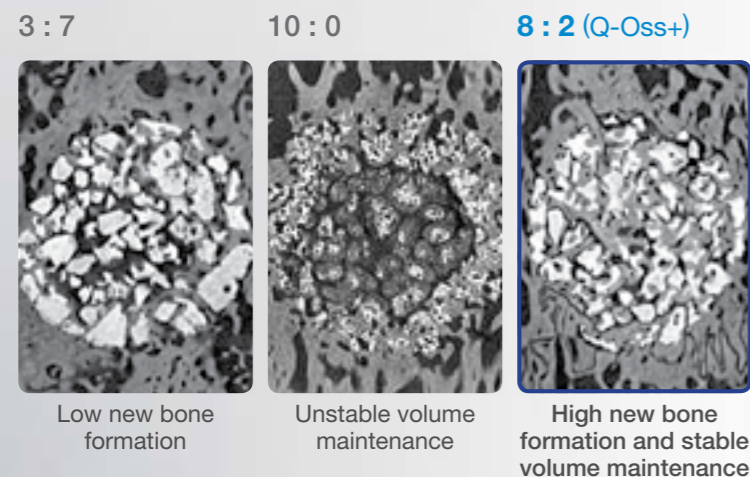 3 : 7
10 : 0
8 : 2 (Q-Oss+)
Low new bone
formation
Unstable volume
maintenance
High new bone
formation and stable
volume maintenance